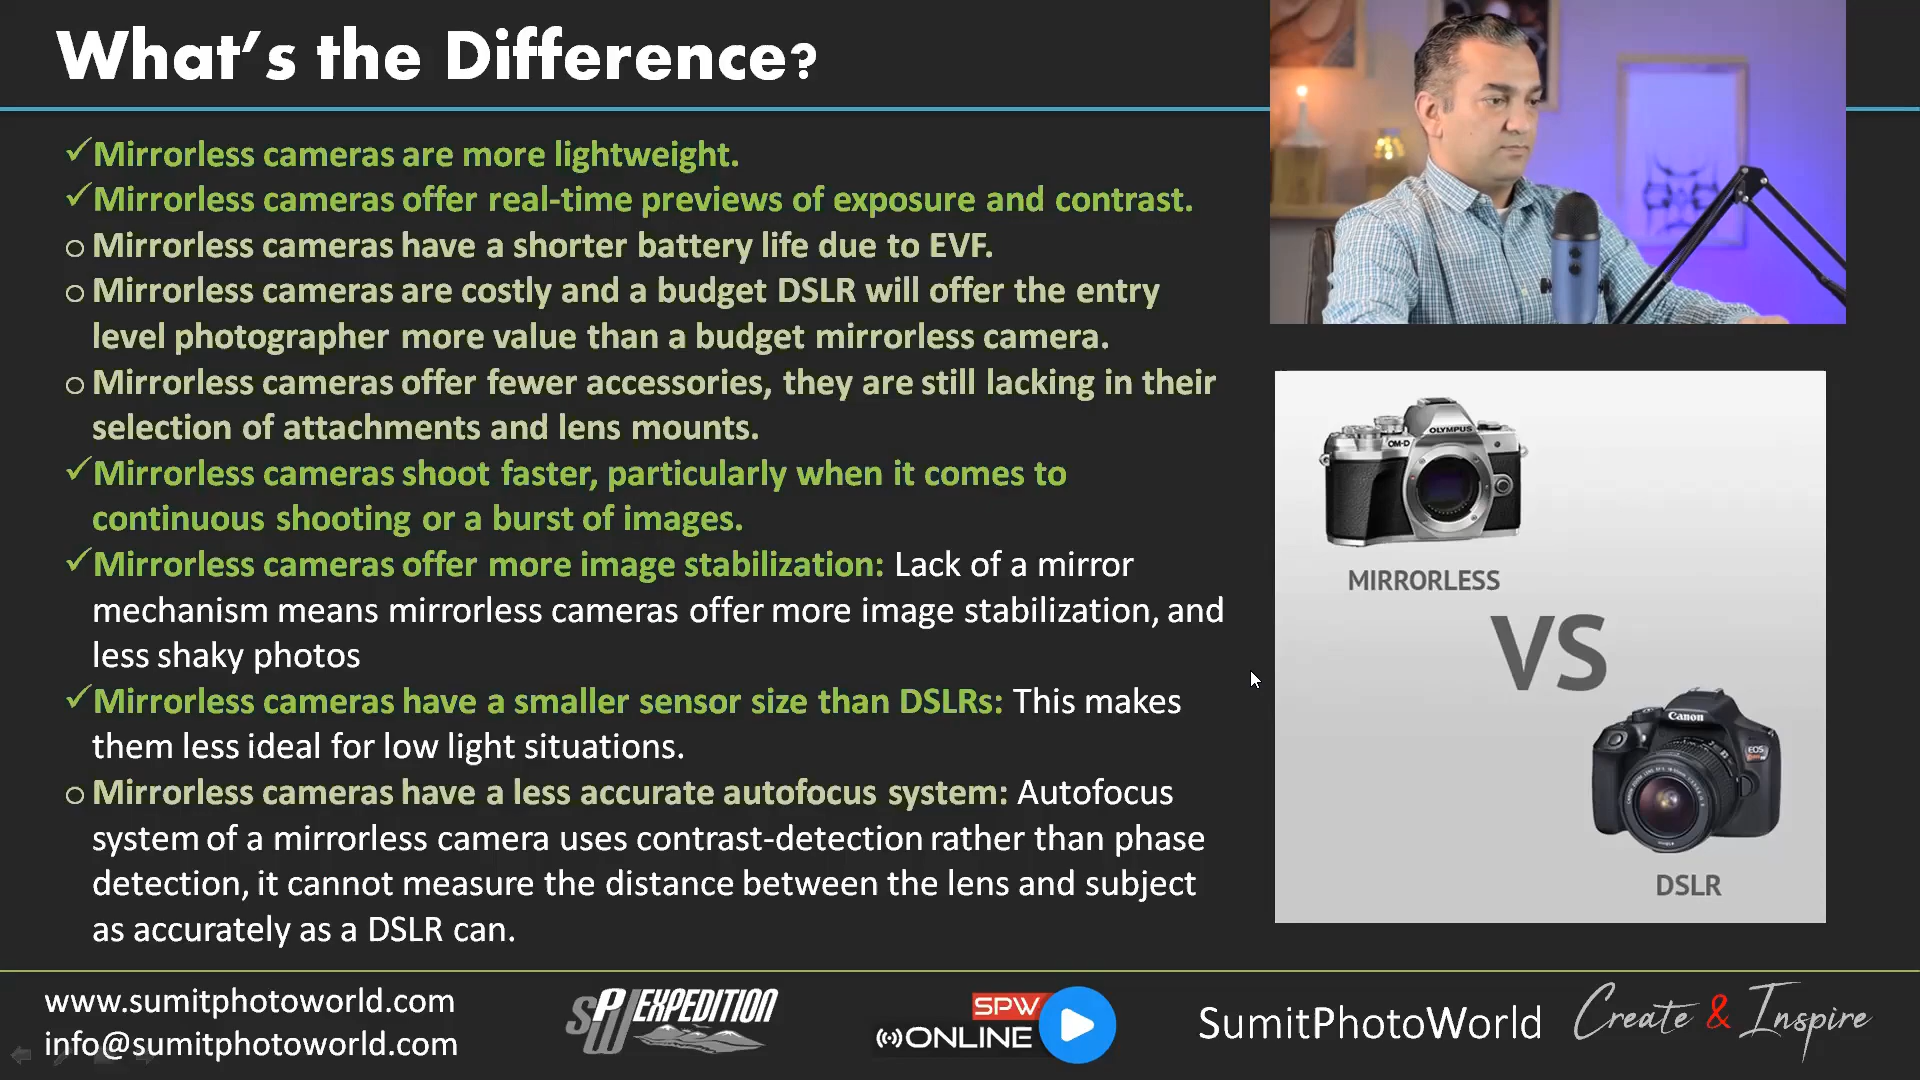 What's the Difference?
✓Mirrorless cameras are more lightweight.
✓Mirrorless cameras offer real-time previews of exposure and contrast.
o Mirrorless cameras have a shorter battery life due to EVF.
o Mirrorless cameras are costly and a budget DSLR will offer the entry
level photographer more value than a budget mirrorless camera.
o Mirrorless cameras offer fewer accessories, they are still lacking in their
selection of attachments and lens mounts.
✓Mirrorless cameras shoot faster, particularly when it comes to
continuous shooting or a burst of images.
✓Mirrorless cameras offer more image stabilization: Lack of a mirror
mechanism means mirrorless cameras offer more image stabilization, and
less shaky photos
✓Mirrorless cameras have a smaller sensor size than DSLRs: This makes
them less ideal for low light situations.
o Mirrorless cameras have a less accurate autofocus system: Autofocus
system of a mirrorless camera uses contrast-detection rather than phase
detection, it cannot measure the distance between the lens and subject
as accurately as a DSLR can.
OLYMPUS
OM-D
MIRRORLESS
VS
Canon
EOS
DSLR
www.sumitphotoworld.com
info@sumitphotoworld.com
SPW EXPEDITION
SPW
ONLINE
SumitPhotoWorld
Create & Inspire